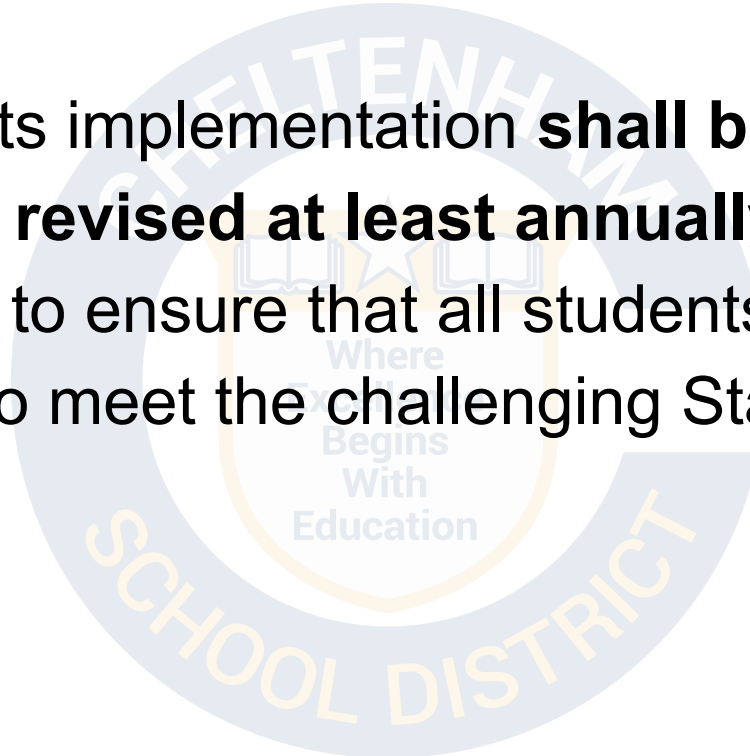 CHELTENHAM
ts implementation shall b
revised at least annually
to ensure that all students
o meet the challenging Sta
Where
Excellence
Begins
With
Education
SCHOOL DISTRICT